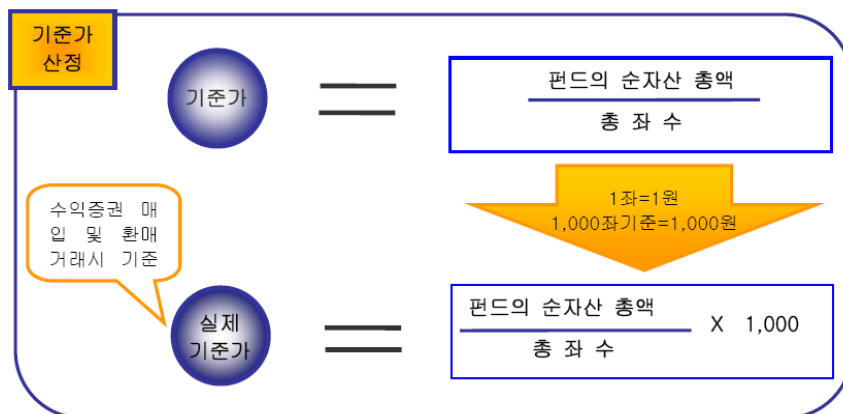 기준가
산정
기준가
펀드의 순자산 총액
총 좌 수
1좌=1원
1,000좌기준=1,000원
수익증권 매
입 및 환매
거래시 기준
실제
기준가
펀드의 순자산 총액
총 좌 수
X 1,000